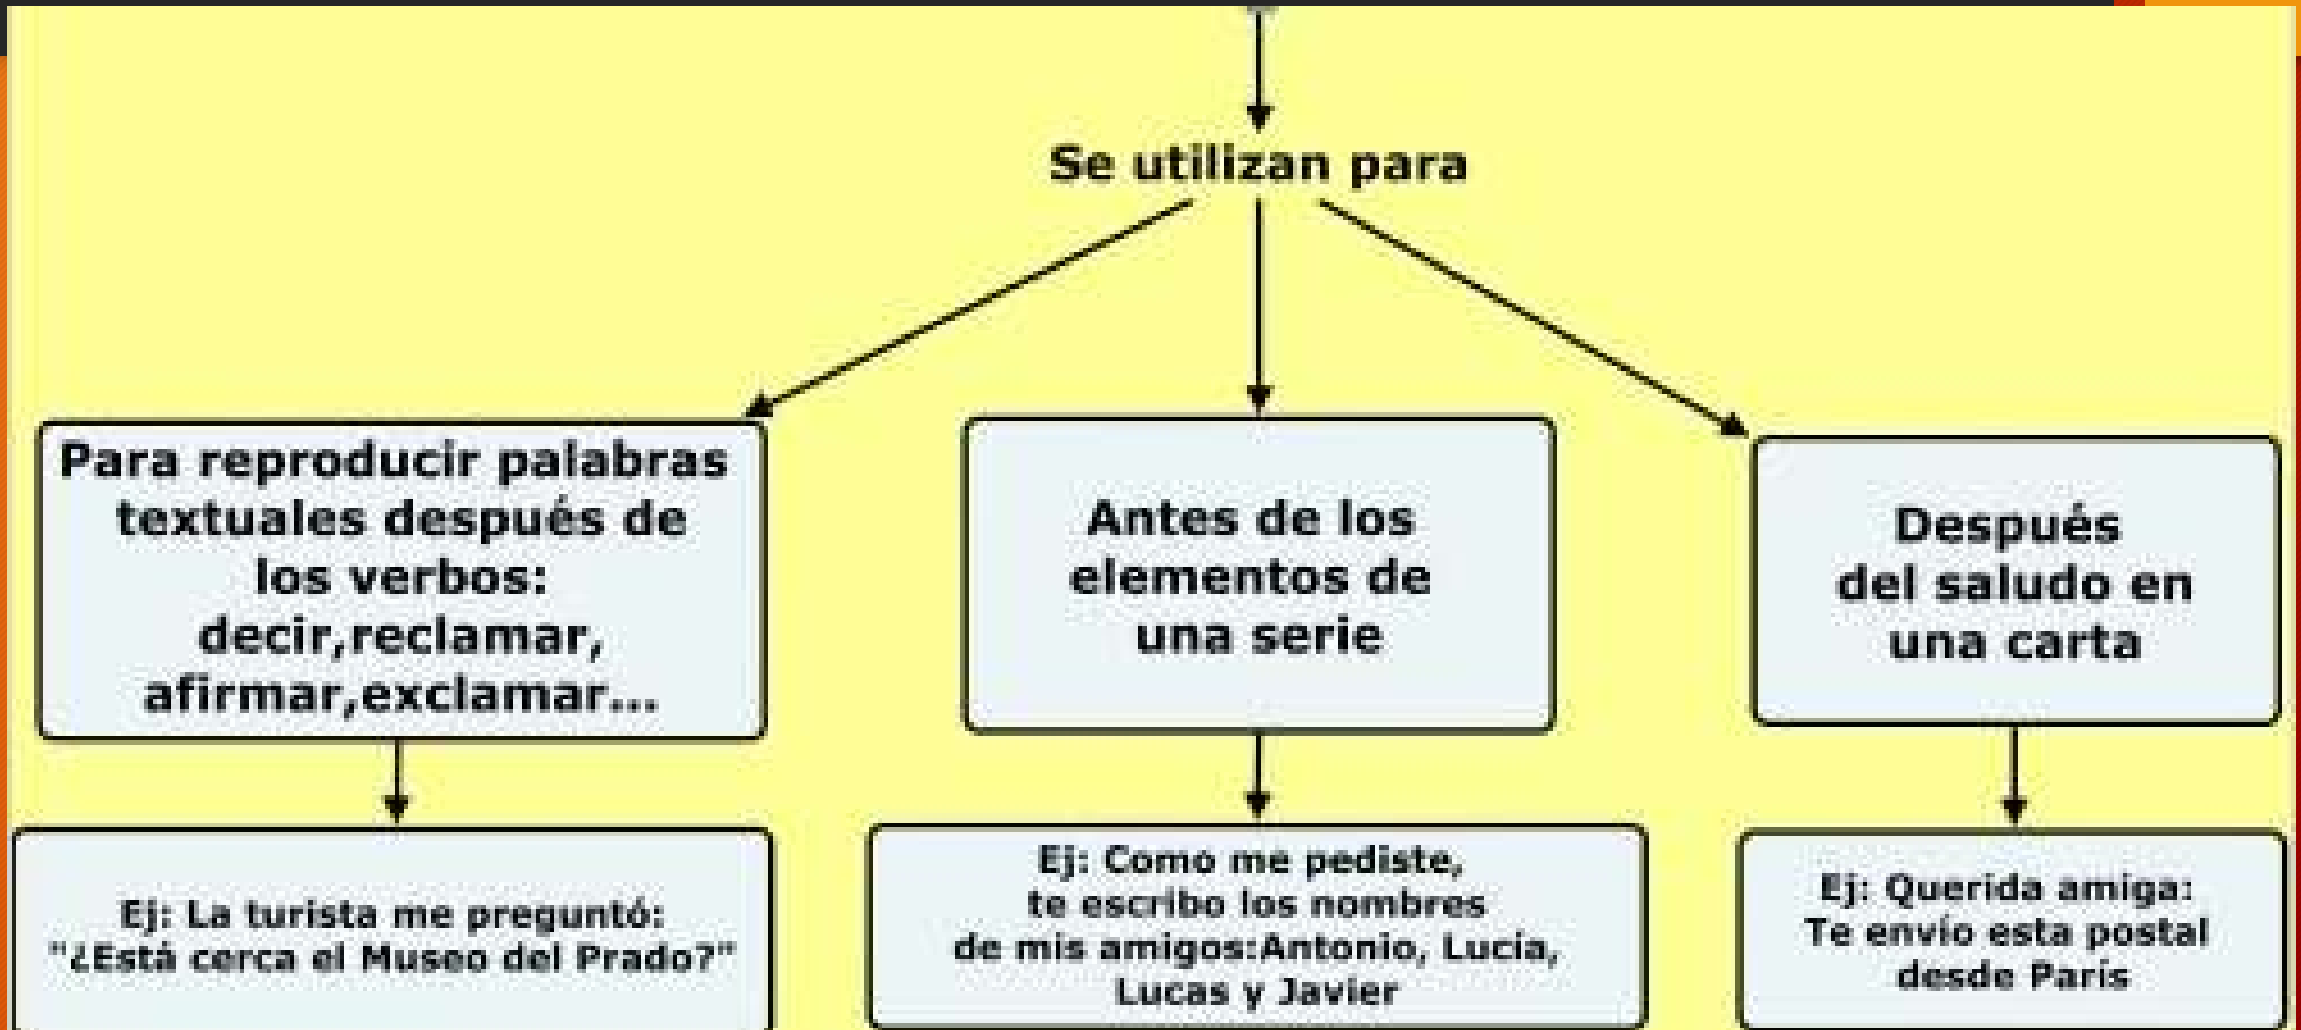 Se utilizan para
Para reproducir palabras
textuales después de
los verbos:
decir,reclamar,
afirmar,exclamar...
Antes de los
elementos de
una serie
Después
del saludo en
una carta
Ej: La turista me preguntó:
"¿Está cerca el Museo del Prado?"
Ej: Como me pediste,
te escribo los nombres
de mis amigos:Antonio, Lucía,
Lucas y Javier
Ej: Querida amiga:
Te envío esta postal
desde París